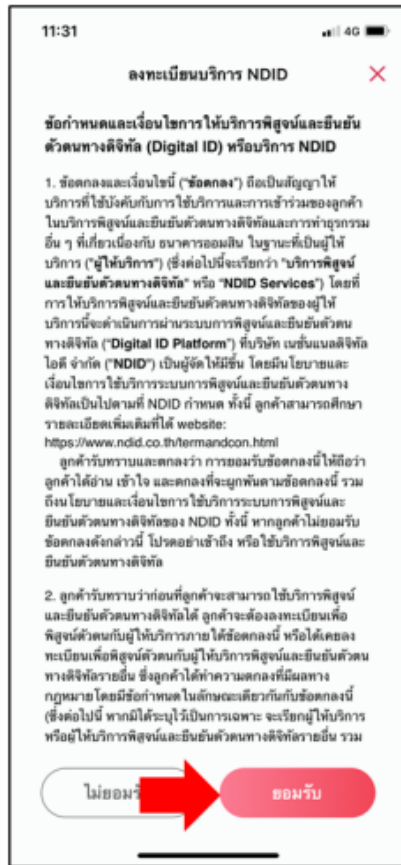 11:31
4G
ลงทะเบียนบริการ NDID
ข้อกำหนดและเงื่อนไขการให้บริการพิสูจน์และยืนยัน
ตัวตนทางดิจิทัล (Digital ID) หรือบริการ NDID
1. ข้อตกลงและเงื่อนไขนี้ ("ข้อตกลง") ถือเป็นสัญญาให้
บริการที่ใช้บังคับกับการใช้บริการและการเข้าร่วมของลูกค้า
ในบริการพิสูจน์และยืนยันตัวตนทางดิจิทัลและการทำธุรกรรม
อื่น ๆ ที่เกี่ยวเนื่องกับ ธนาคารออมสิน ในฐานะที่เป็นผู้ให้
บริการ ("ผู้ให้บริการ") (ซึ่งต่อไปนี้จะเรียกว่า "บริการพิสูจน์
และยืนยันตัวตนทางดิจิทัล" หรือ "NDID Services") โดยที่
การให้บริการพิสูจน์และยืนยันตัวตนทางดิจิทัลของผู้ให้
บริการนี้จะดำเนินการผ่านระบบการพิสูจน์และยืนยันตัวตน
ทางดิจิทัล ("Digital ID Platform") ที่บริษัท เนชั่นแนลดิจิทัล
ไอดี จำกัด ("NDID") เป็นผู้จัดให้มีขึ้น โดยมีนโยบายและ
เงื่อนไขการใช้บริการระบบการพิสูจน์และยืนยันตัวตนทาง
ดิจิทัลเป็นไปตามที่ NDID กำหนด ทั้งนี้ ลูกค้าสามารถศึกษา
รายละเอียดเพิ่มเติมที่ได้ website:
https://www.ndid.co.th/termandcon.html
ลูกค้ารับทราบและตกลงว่า การยอมรับข้อตกลงนี้ให้ถือว่า
ลูกค้าได้อ่าน เข้าใจ และตกลงที่จะผูกพันตามข้อตกลงนี้ รวม
ถึงนโยบายและเงื่อนไขการใช้บริการระบบการพิสูจน์และ
ยืนยันตัวตนทางดิจิทัลของ NDID ทั้งนี้ หากลูกค้าไม่ยอมรับ
ข้อตกลงดังกล่าวนี้ โปรดอย่าเข้าถึง หรือใช้บริการพิสูจน์และ
ยืนยันตัวตนทางดิจิทัล
2. ลูกค้ารับทราบว่าก่อนที่ลูกค้าจะสามารถใช้บริการพิสูจน์
และยืนยันตัวตนทางดิจิทัลได้ ลูกค้าจะต้องลงทะเบียนเพื่อ
พิสูจน์ตัวตนกับผู้ให้บริการภายใต้ข้อตกลงนี้ หรือได้เคยลง
ทะเบียนเพื่อพิสูจน์ตัวตนกับผู้ให้บริการพิสูจน์และยืนยันตัวตน
ทางดิจิทัลรายอื่น ซึ่งลูกค้าได้ทำความตกลงที่มีผลทาง
กฎหมายโดยมีข้อกำหนดในลักษณะเดียวกันกับข้อตกลงนี้
(ซึ่งต่อไปนี้ หากมิได้ระบุไว้เป็นการเฉพาะ จะเรียกผู้ให้บริการ
หรือผู้ให้บริการพิสูจน์และยืนยันตัวตนทางดิจิทัลรายอื่น รวม
ไม่ยอมรั
ยอมรับ